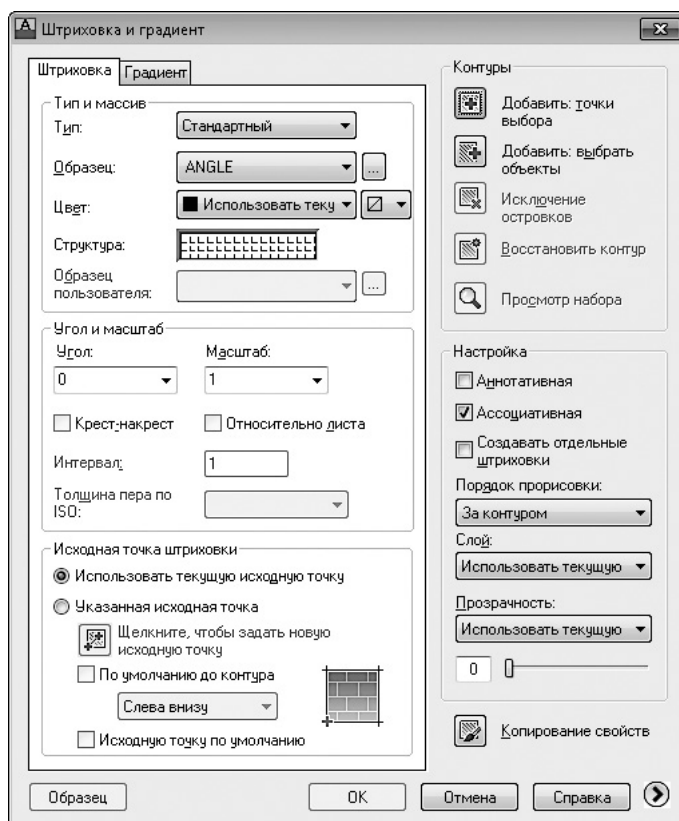 Штриховка и градиент
Штриховка
Градиент
Тип и массив
Тип:
Стандартный
Образец:
ANGLE
...
Цвет:
Использовать теку
Структура:
Образец
пользователя:
...
Угол и масштаб
Угол:
Масштаб:
0
1
Крест-накрест
Относительно листа
Интервал:
1
Толщина пера по
ISO:
Исходная точка штриховки
Использовать текущую исходную точку
Указанная исходная точка
Щелкните, чтобы задать новую
исходную точку
По умолчанию до контура
Слева внизу
Исходную точку по умолчанию
Контуры
Добавить: точки
выбора
Добавить: выбрать
объекты
Исключение
островков
Восстановить контур
Просмотр набора
Настройка
Аннотативная
Ассоциативная
Создавать отдельные
штриховки
Порядок прорисовки:
За контуром
Слой:
Использовать текущую
Прозрачность:
Использовать текущую
0
Копирование свойств
Образец
OK
Отмена
Справка